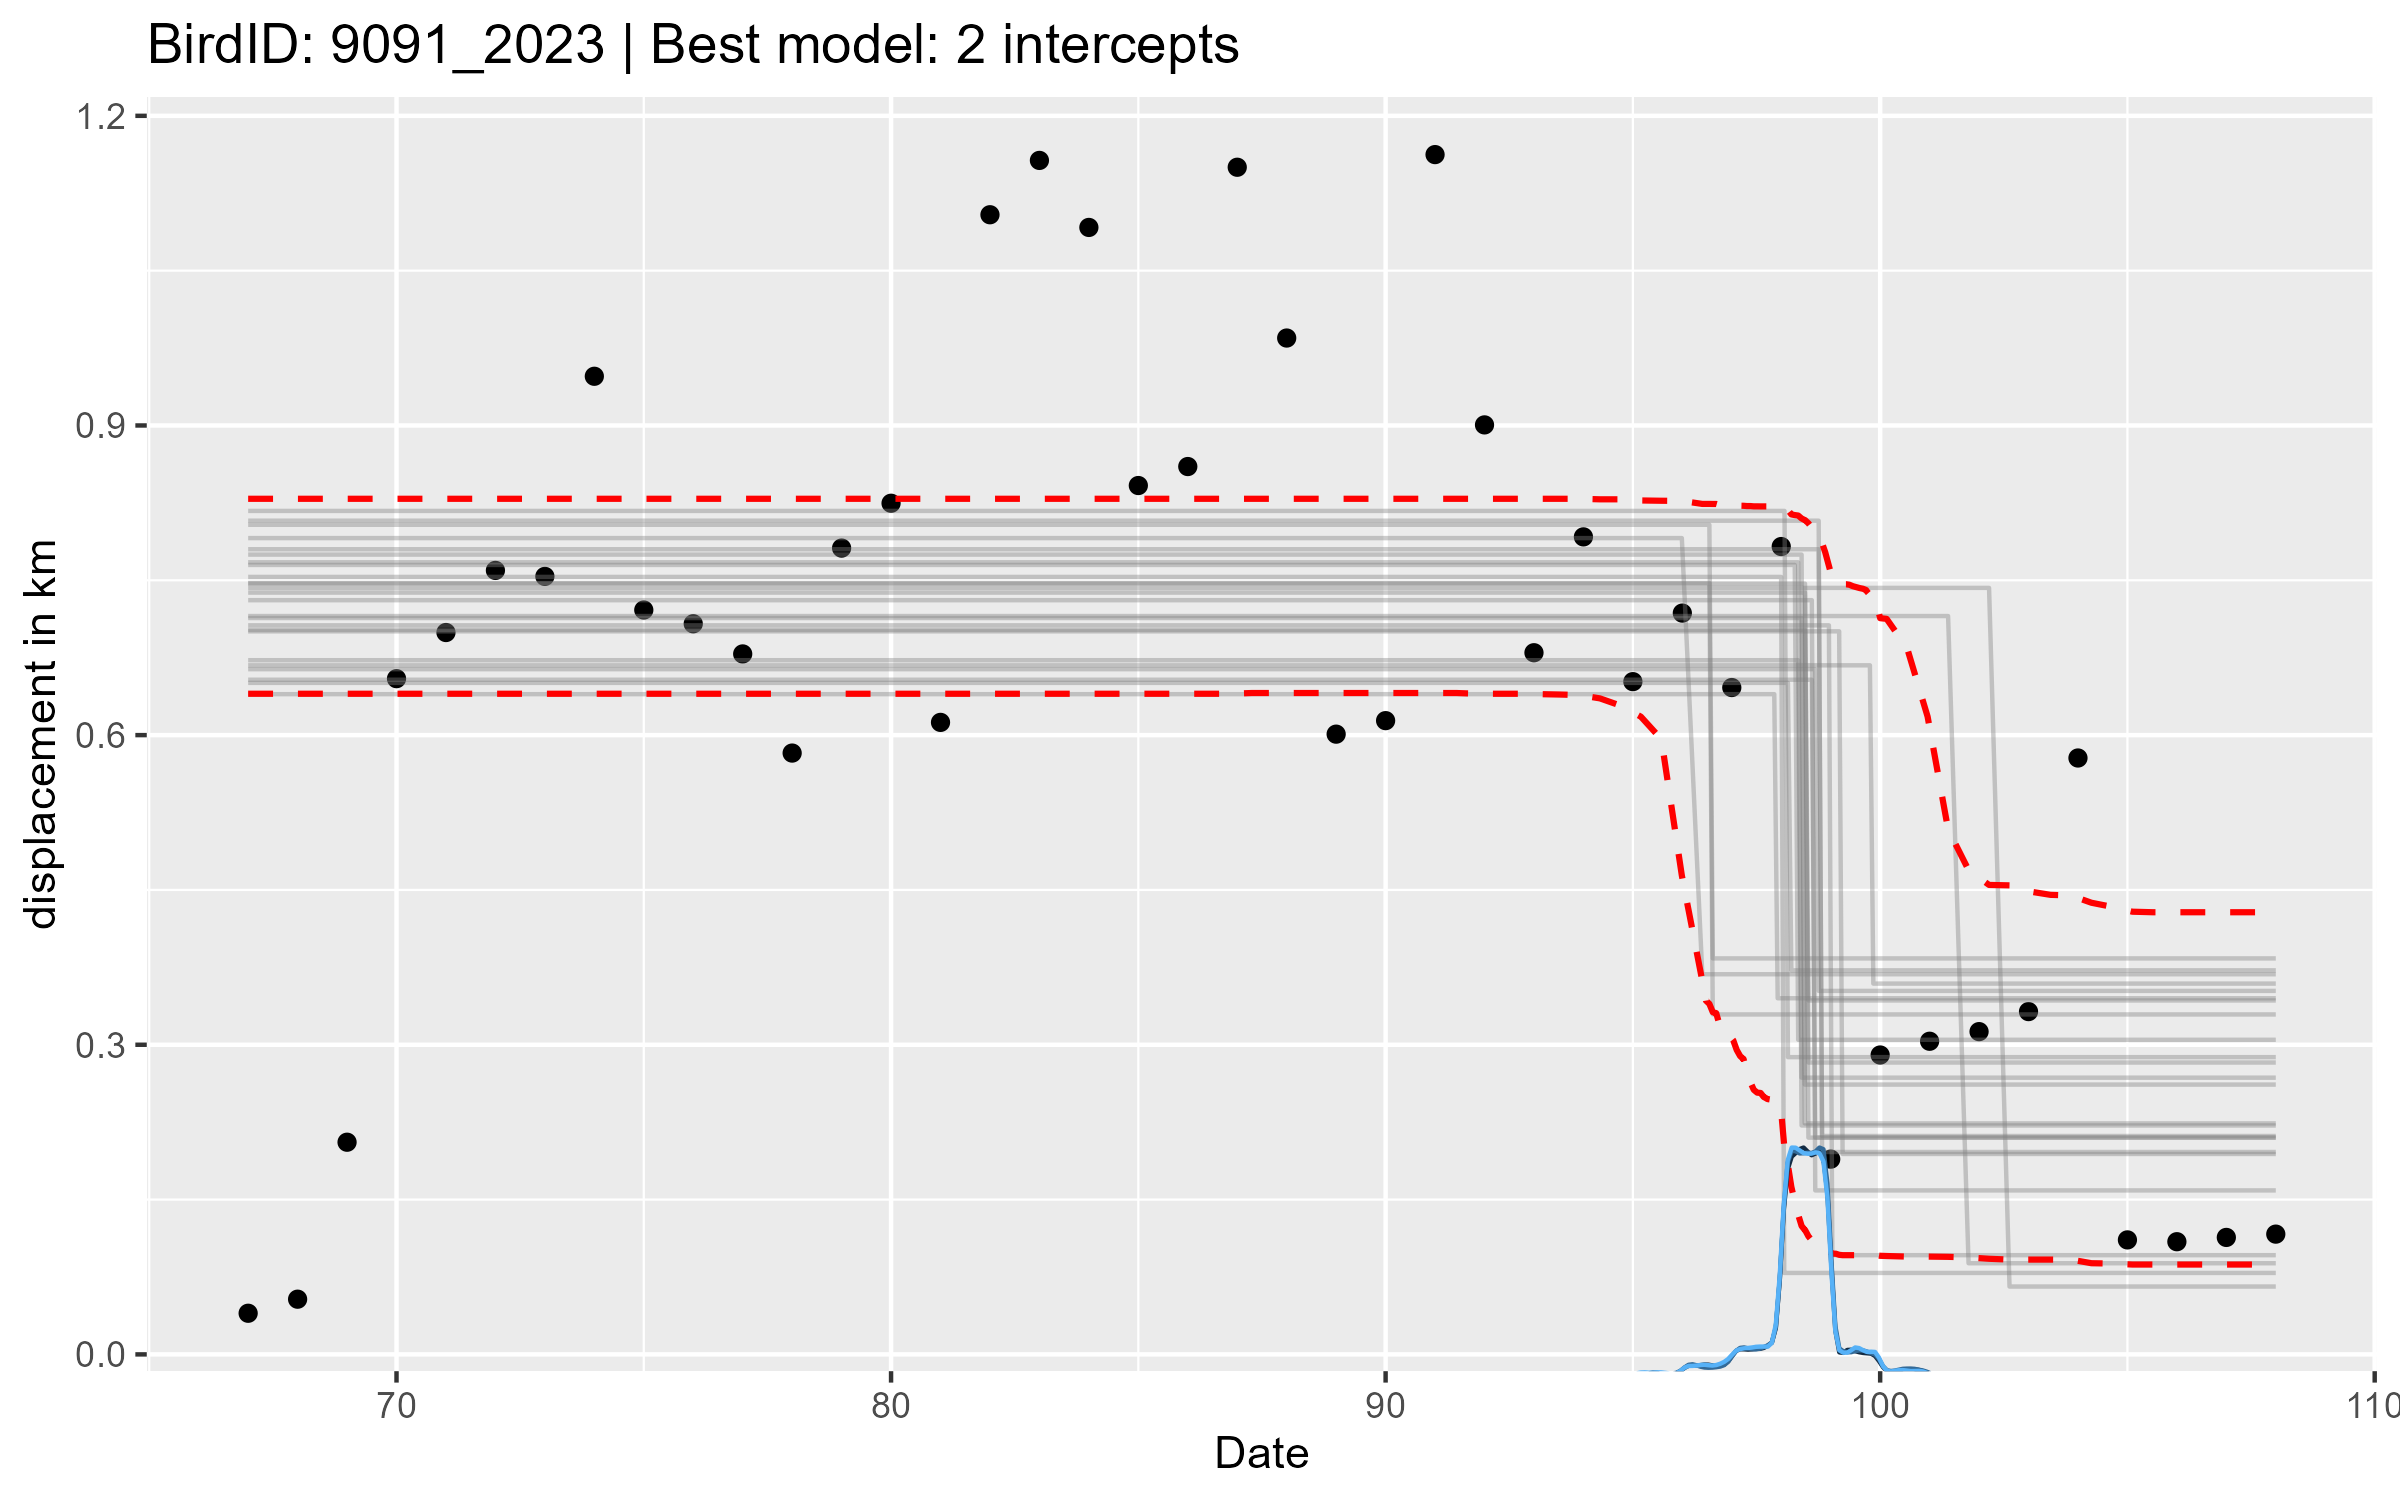 BirdID: 9091_2023 | Best model: 2 intercepts
1.2
0.9
0.6
0.3
0.0
displacement in km
70 80 90 100 110
Date